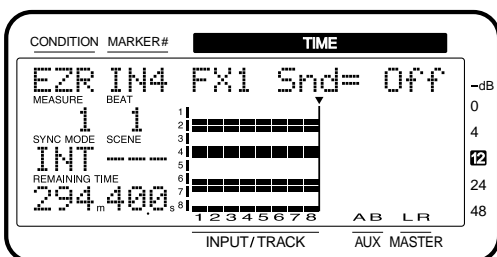 CONDITION MARKER# TIME
EZR IN4 FX1 Snd= Off
MEASURE BEAT
1 1
SYNC MODE SCENE
INT ---
REMAINING TIME
294m400s
1
2
3
4
5
6
7
8
1 2 3 4 5 6 7 8 A B L R
INPUT/TRACK AUX MASTER
–dB
0
4
12
24
48